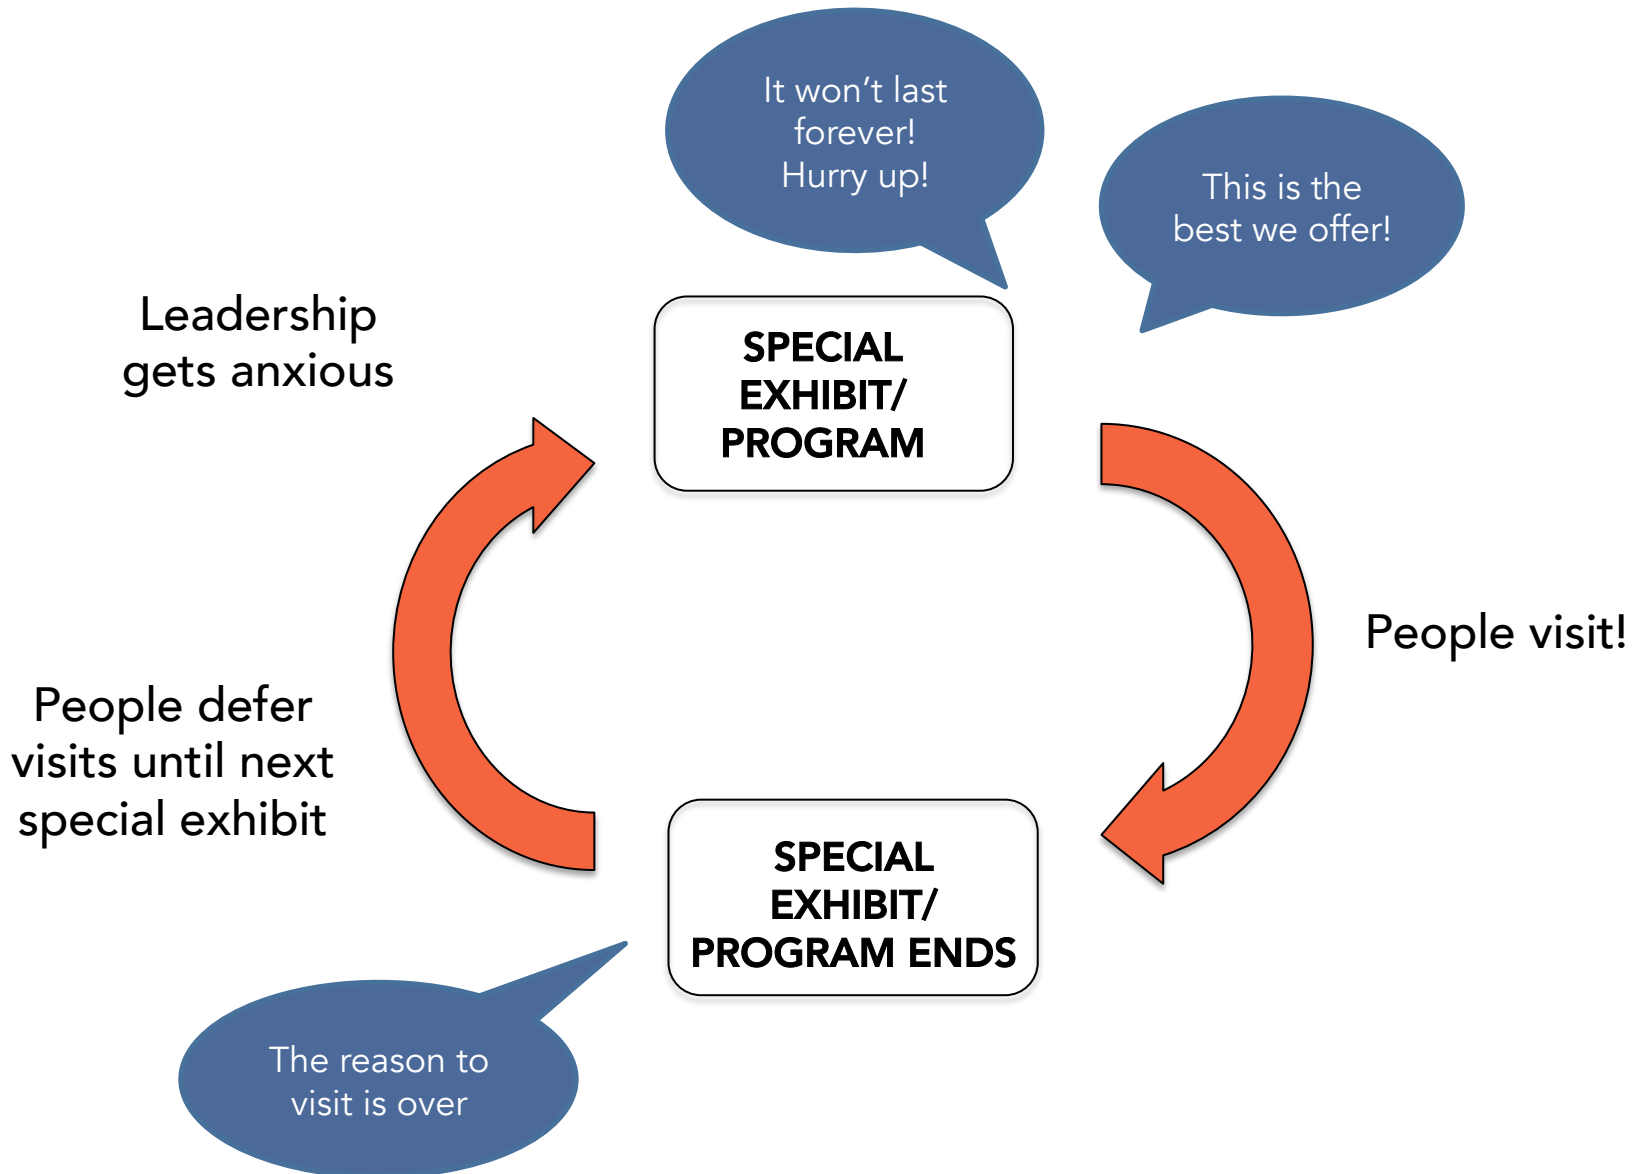 It won’t last
forever!
Hurry up!
This is the
best we offer!
Leadership
gets anxious
SPECIAL
EXHIBIT/
PROGRAM
People visit!
People defer
visits until next
special exhibit
SPECIAL
EXHIBIT/
PROGRAM ENDS
The reason to
visit is over